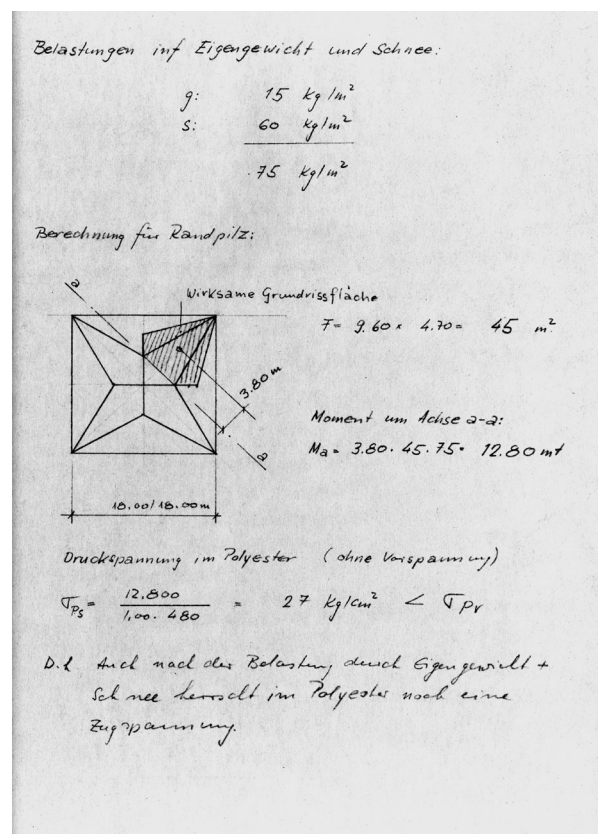 Belastungen inf Eigengewicht und Schnee:
g: 15 kg/m²
s: 60 kg/m²
75 kg/m²
Berechnung für Randpilz:
a
Wirksame Grundrissfläche
F = 9.60 x 4.70 = 45 m²
3.80 m
Moment um Achse a-a:
a
Ma = 3.80 · 45 · 75 = 12.80 mt
18.00/18.00m
Druckspannung im Polyester (ohne Vorspannung)
σPs = 12.800 / 1,00 · 480 = 27 kg/cm² < σPv
D.h. Auch nach der Belastung durch Eigengewicht +
Schnee herrscht im Polyester noch eine
Zugspannung.